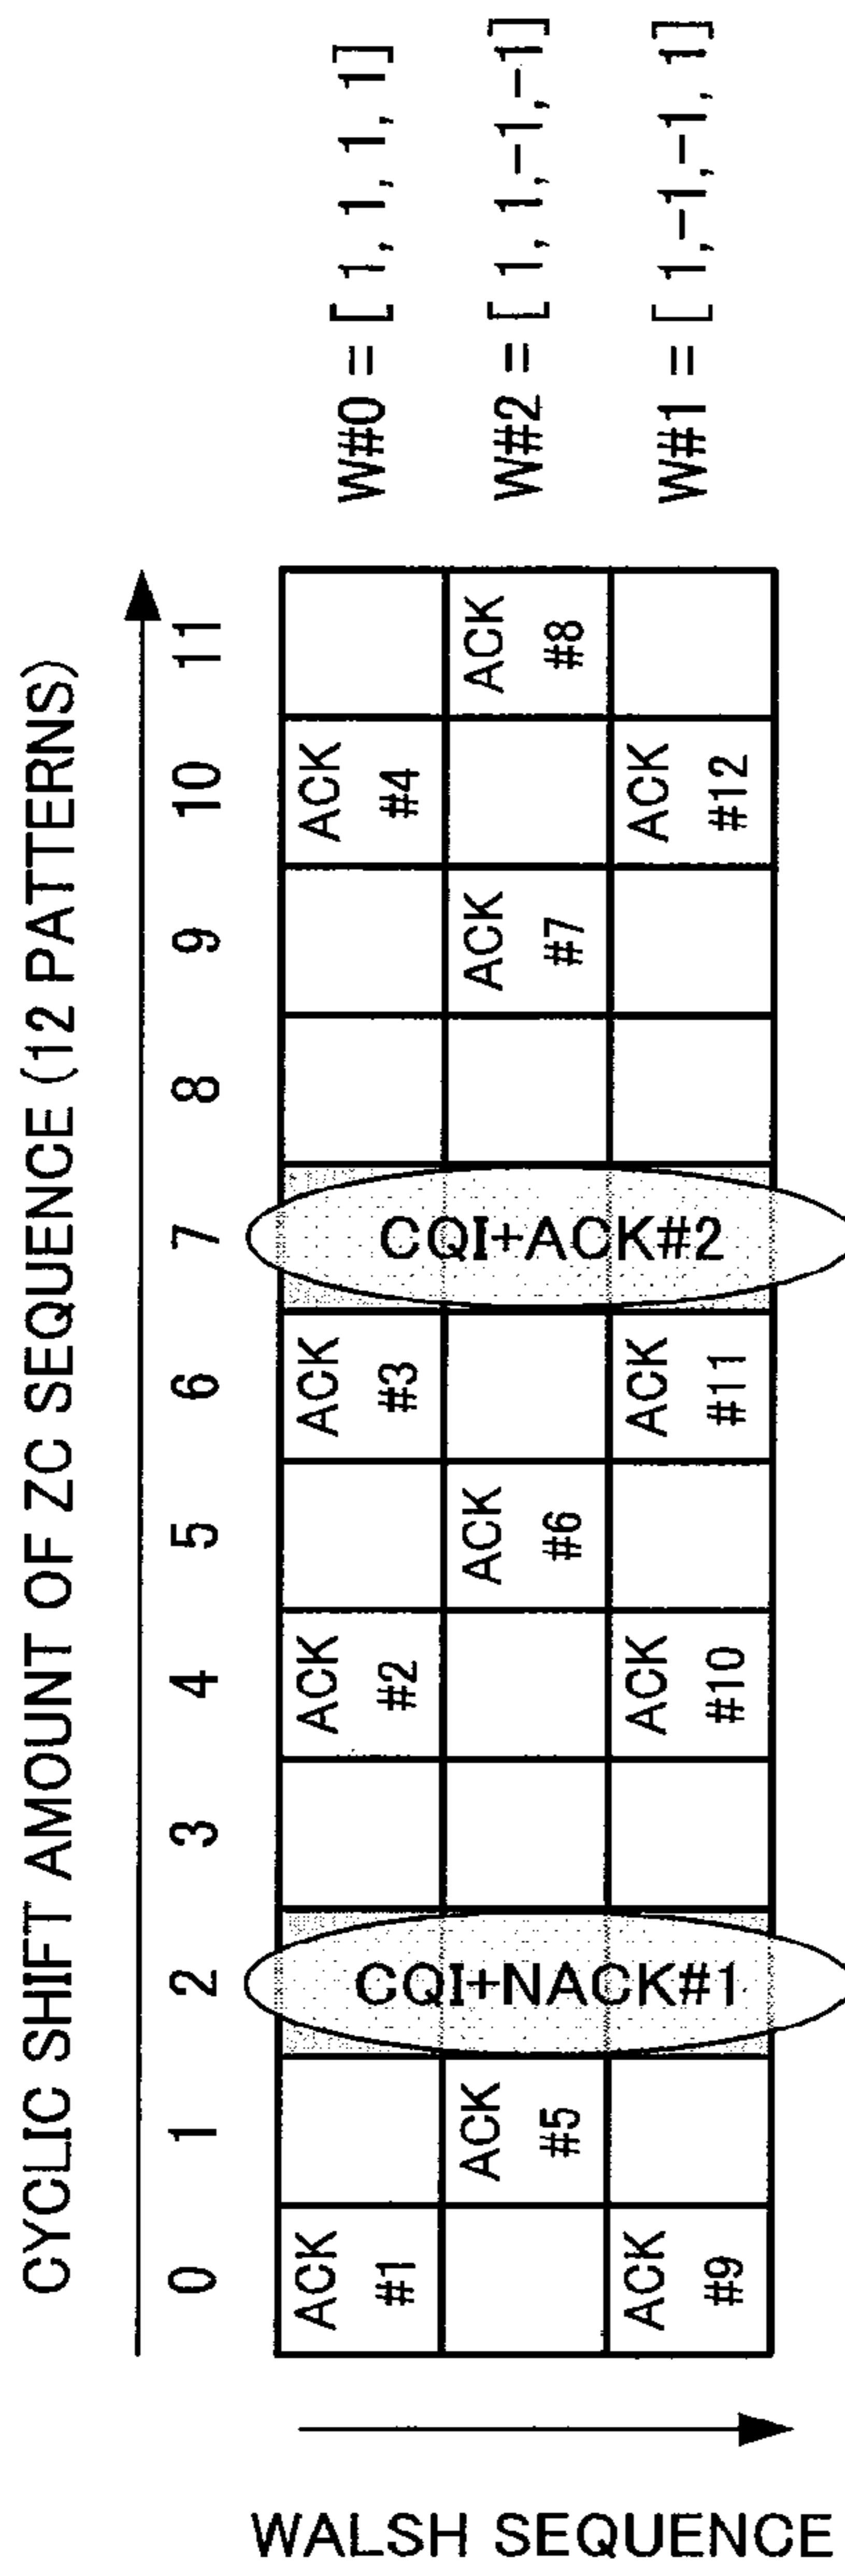 CYCLIC SHIFT AMOUNT OF ZC SEQUENCE (12 PATTERNS)
0 1 2 3 4 5 6 7 8 9 10 11
ACK #1
ACK #2
ACK #3
ACK #4
W#0 = [ 1, 1, 1, 1]
ACK #5
ACK #6
ACK #7
ACK #8
W#2 = [ 1, 1,-1,-1]
ACK #9
ACK #10
ACK #11
ACK #12
W#1 = [ 1,-1,-1, 1]
CQI+NACK#1
CQI+ACK#2
WALSH SEQUENCE